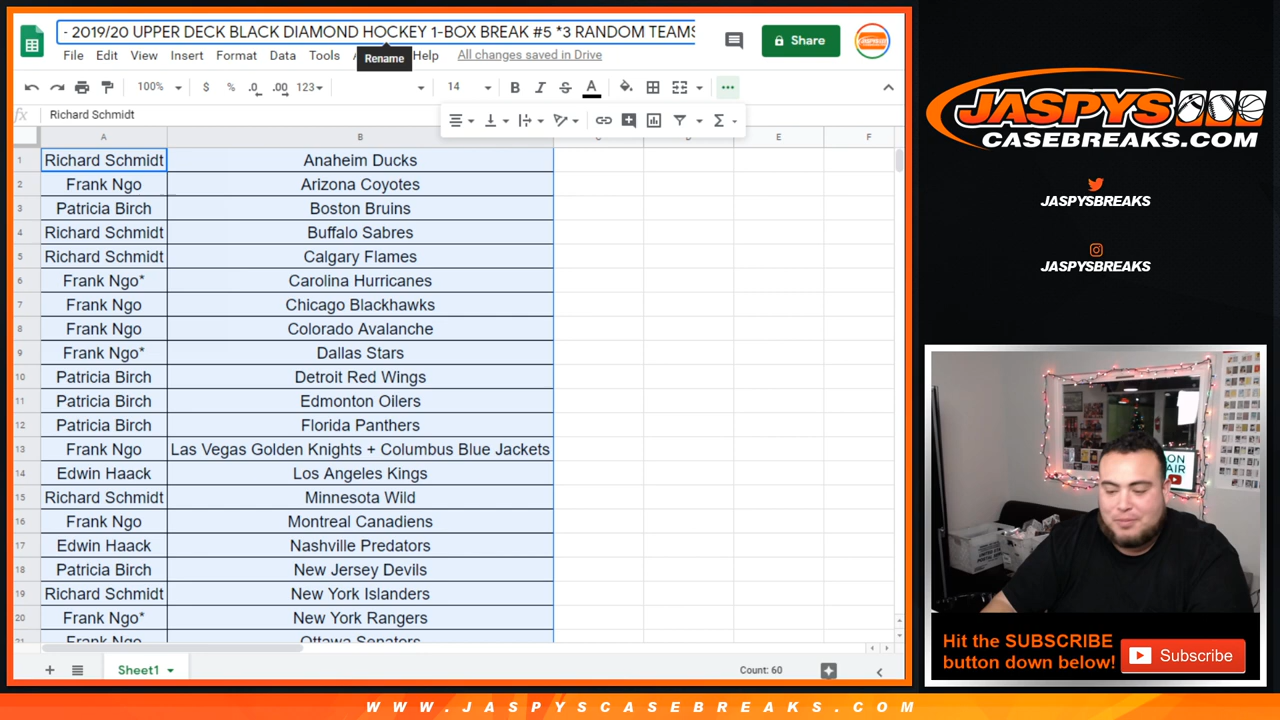 - 2019/20 UPPER DECK BLACK DIAMOND HOCKEY 1-BOX BREAK #5 *3 RANDOM TEAMS
File Edit View Insert Format Data Tools Help All changes saved in Drive
Rename
Share
100% $ % .0 .00 123 14 B I S A
Richard Schmidt
A B E F
1 Richard Schmidt Anaheim Ducks
2 Frank Ngo Arizona Coyotes
3 Patricia Birch Boston Bruins
4 Richard Schmidt Buffalo Sabres
5 Richard Schmidt Calgary Flames
6 Frank Ngo* Carolina Hurricanes
7 Frank Ngo Chicago Blackhawks
8 Frank Ngo Colorado Avalanche
9 Frank Ngo* Dallas Stars
10 Patricia Birch Detroit Red Wings
11 Patricia Birch Edmonton Oilers
12 Patricia Birch Florida Panthers
13 Frank Ngo Las Vegas Golden Knights + Columbus Blue Jackets
14 Edwin Haack Los Angeles Kings
15 Richard Schmidt Minnesota Wild
16 Frank Ngo Montreal Canadiens
17 Edwin Haack Nashville Predators
18 Patricia Birch New Jersey Devils
19 Richard Schmidt New York Islanders
20 Frank Ngo* New York Rangers
21 Frank Ngo Ottawa Senators
Sheet1
Count: 60
JASPYS
CASEBREAKS.COM
JASPYSBREAKS
JASPYSBREAKS
ON
AIR
Hit the SUBSCRIBE
button down below!
Subscribe
WWW.JASPYSCASEBREAKS.COM